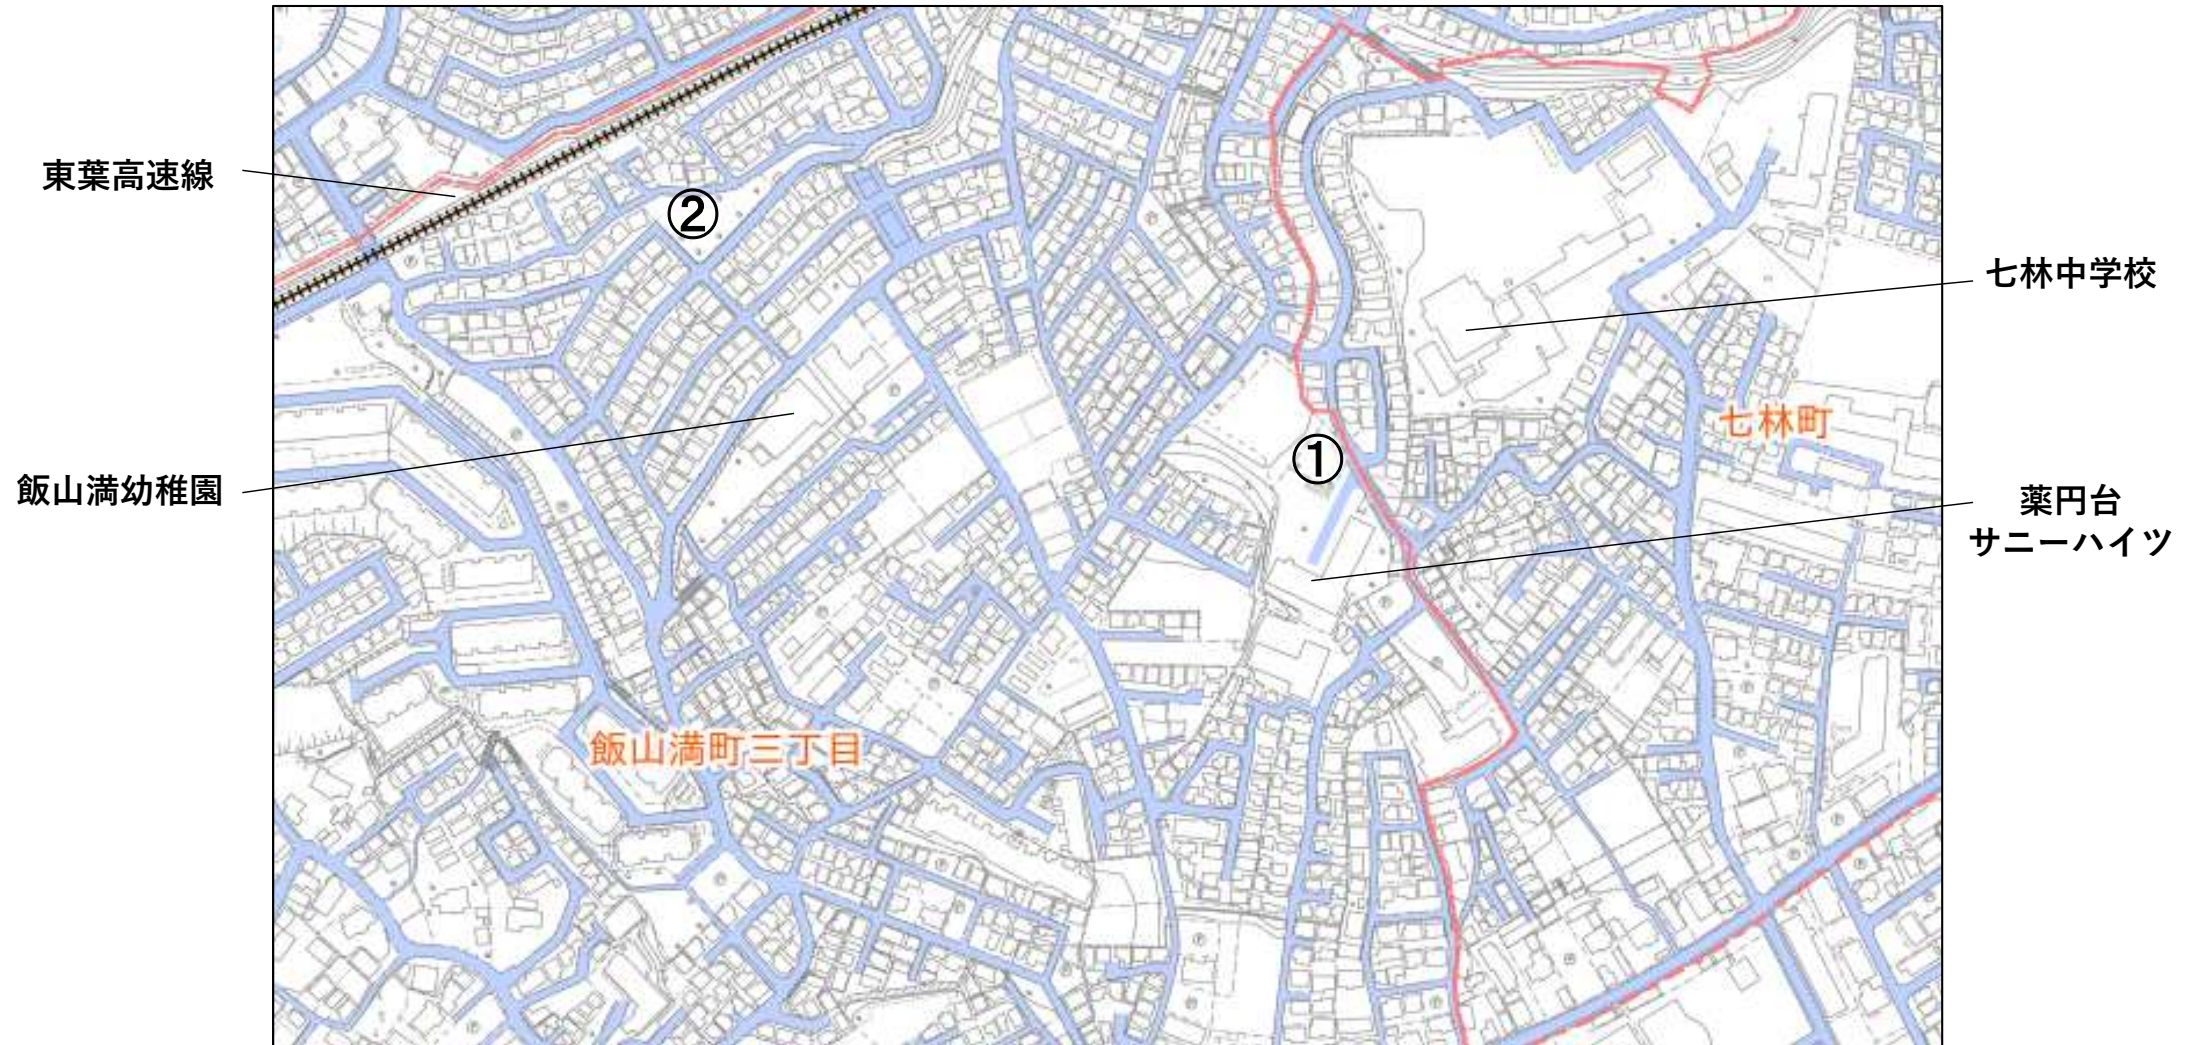 東葉高速線
②
七林中学校
七林町
①
飯山満幼稚園
薬円台
サニーハイツ
飯山満町三丁目